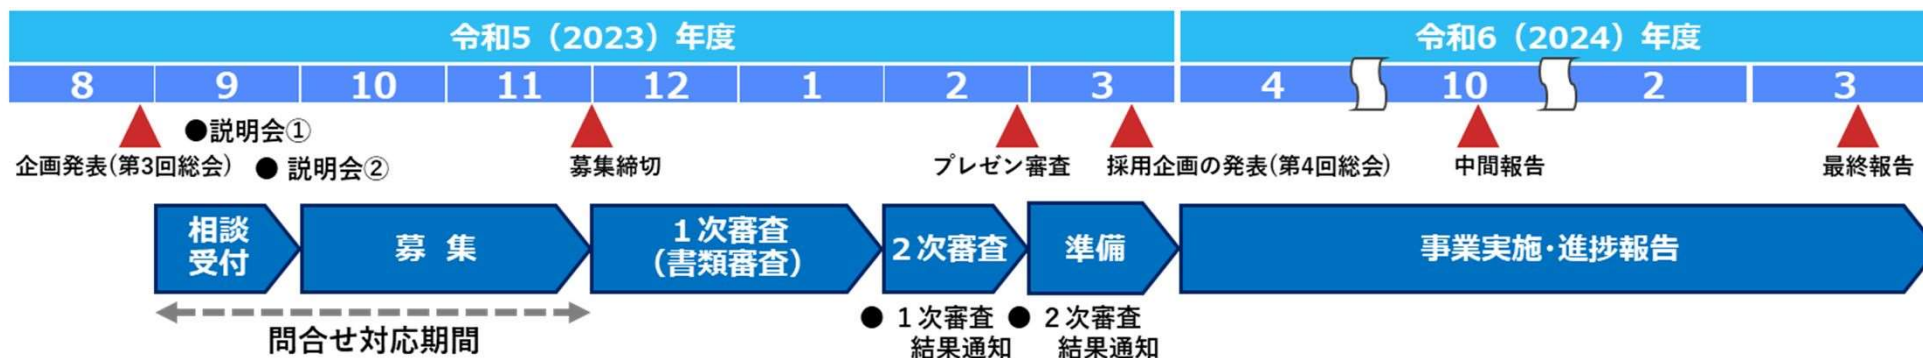 令和5（2023）年度
令和6（2024）年度
8 9 10 11 12 1 2 3 4 10 2 3
●説明会①
企画発表(第3回総会)
● 説明会②
募集締切
プレゼン審査
採用企画の発表(第4回総会)
中間報告
最終報告
相談
受付
募 集
１次審査
（書類審査）
２次審査
準備
事業実施・進捗報告
問合せ対応期間
● １次審査
結果通知
● ２次審査
結果通知